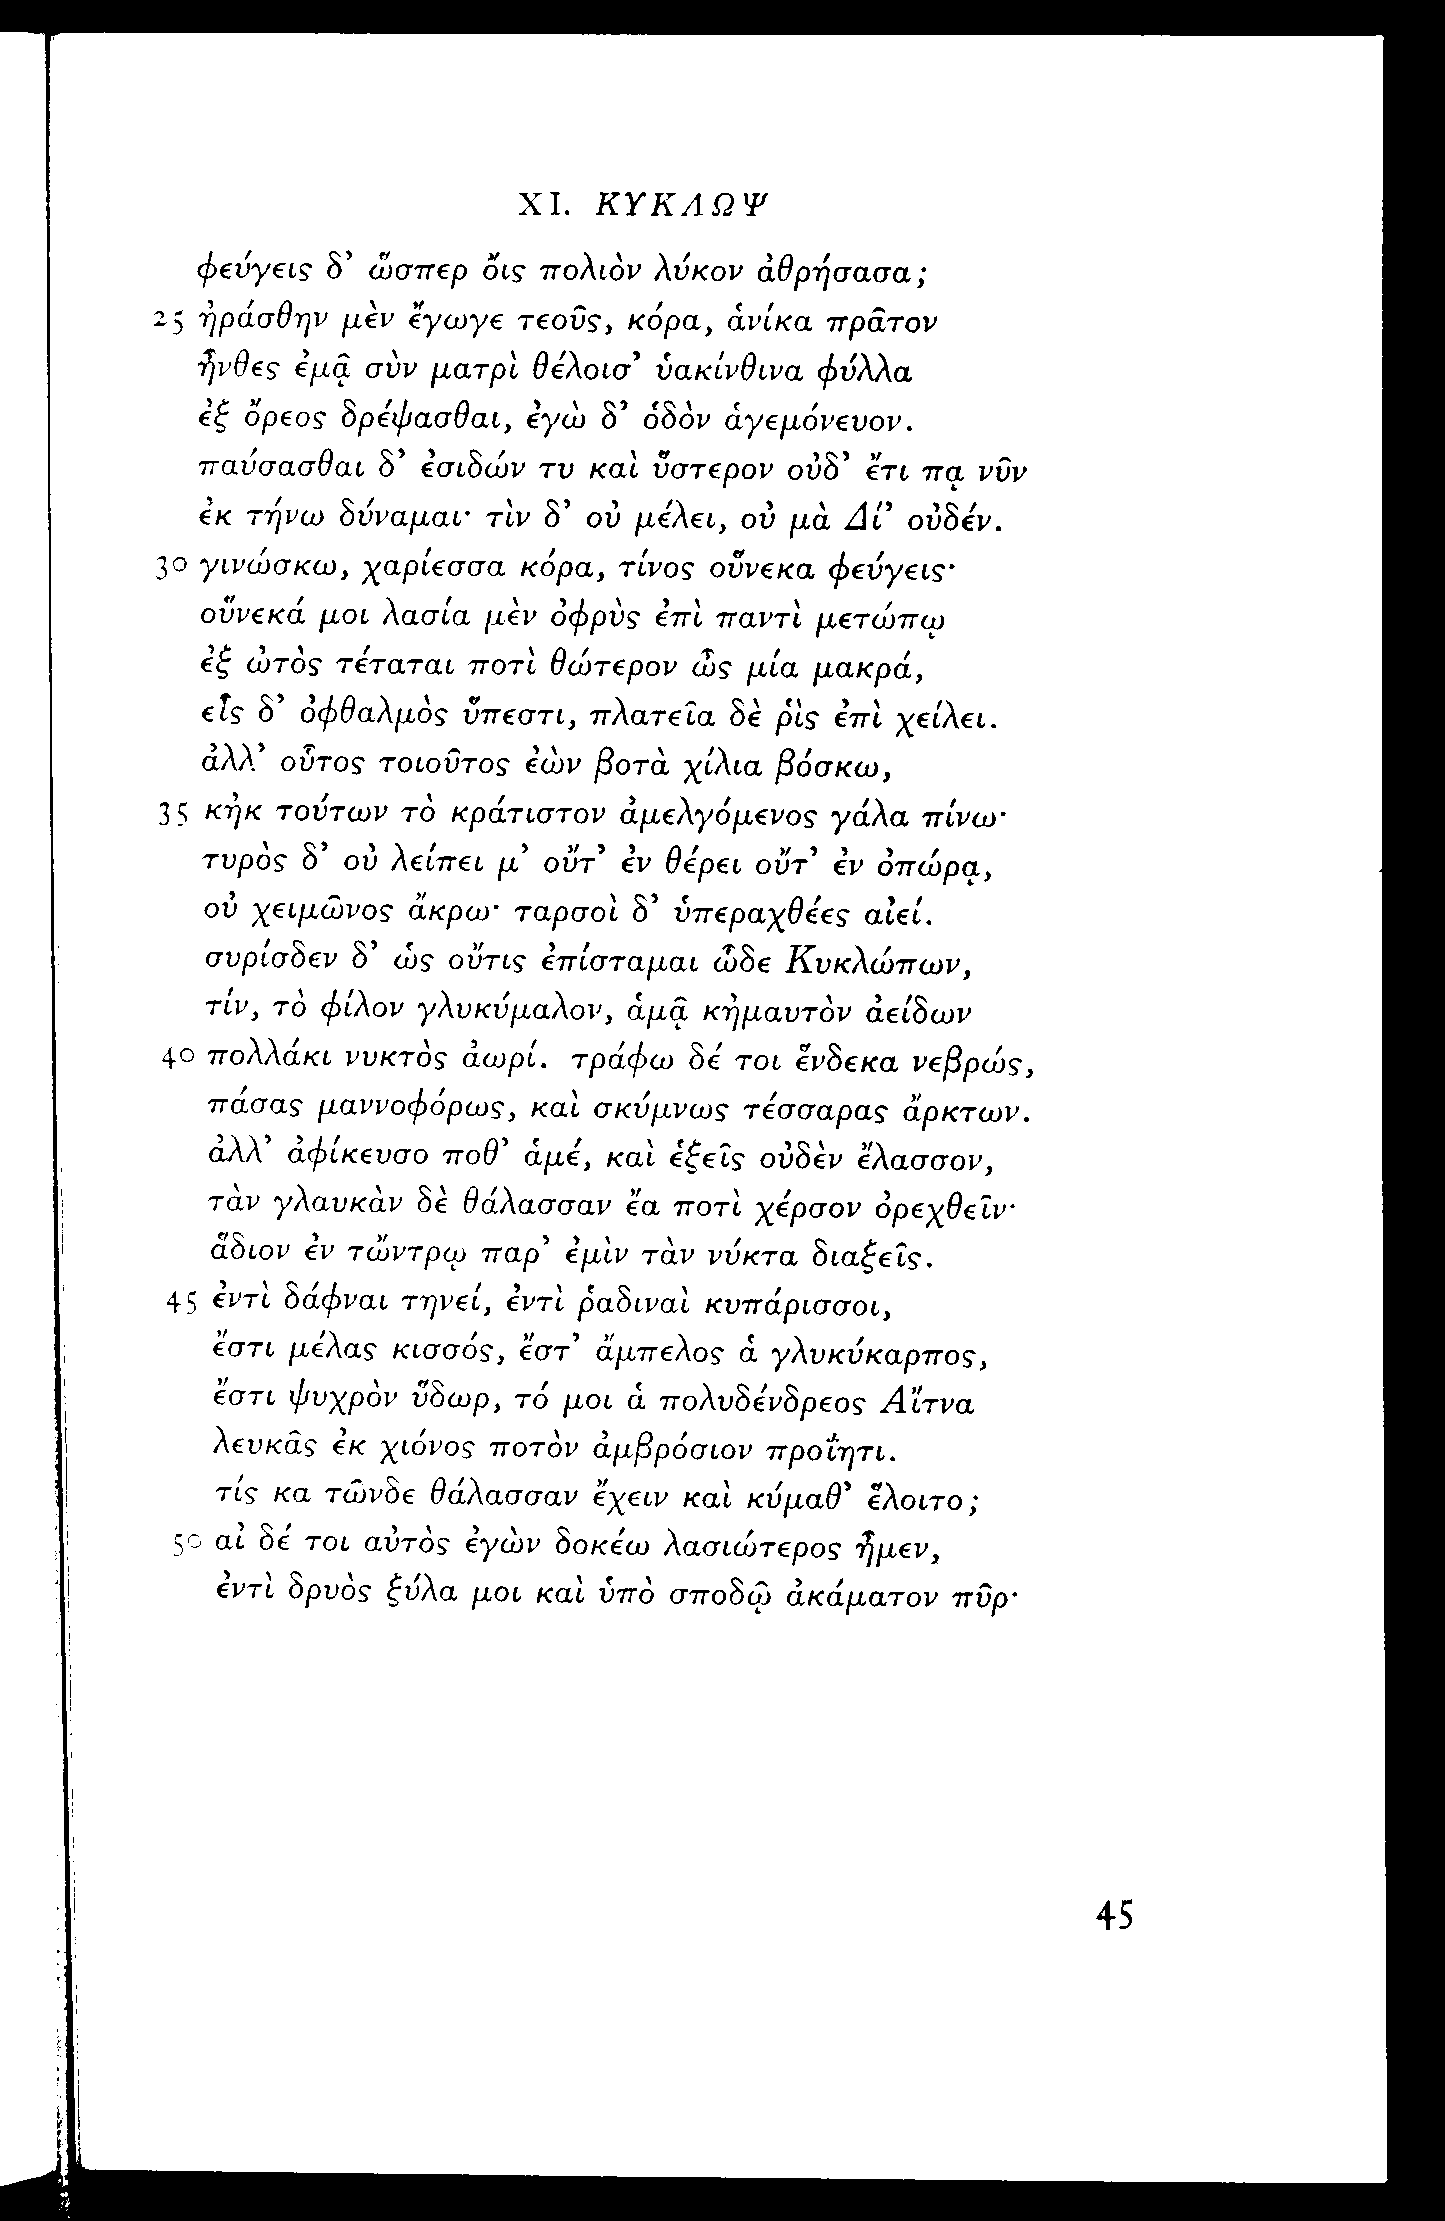 XI. ΚΥΚΛΩΨ
φεύγεις δ’ ὥσπερ ὄις πολιὸν λύκον ἀθρήσασα;
25 ἠράσθην μὲν ἔγωγε τεοῦς, κόρα, ἁνίκα πρᾶτον
ἦνθες ἐμᾷ σὺν ματρὶ θέλοισ’ ὑακίνθινα φύλλα
ἐξ ὄρεος δρέψασθαι, ἐγὼ δ’ ὁδὸν ἁγεμόνευον.
παύσασθαι δ’ ἐσιδών τυ καὶ ὕστερον οὐδ’ ἔτι πᾳ νῦν
ἐκ τήνω δύναμαι· τὶν δ’ οὐ μέλει, οὐ μὰ Δί’ οὐδέν.
30 γινώσκω, χαρίεσσα κόρα, τίνος οὕνεκα φεύγεις·
οὕνεκά μοι λασία μὲν ὀφρὺς ἐπὶ παντὶ μετώπῳ
ἐξ ὠτὸς τέταται ποτὶ θώτερον ὦς μία μακρά,
εἷς δ’ ὀφθαλμὸς ὕπεστι, πλατεῖα δὲ ῥὶς ἐπὶ χείλει.
ἀλλ’ οὗτος τοιοῦτος ἐὼν βοτὰ χίλια βόσκω,
35 κἠκ τούτων τὸ κράτιστον ἀμελγόμενος γάλα πίνω·
τυρὸς δ’ οὐ λείπει μ’ οὔτ’ ἐν θέρει οὔτ’ ἐν ὀπώρᾳ,
οὐ χειμῶνος ἄκρω· ταρσοὶ δ’ ὑπεραχθέες αἰεί.
συρίσδεν δ’ ὡς οὔτις ἐπίσταμαι ὧδε Κυκλώπων,
τίν, τὸ φίλον γλυκύμαλον, ἁμᾷ κἠμαυτὸν ἀείδων
40 πολλάκι νυκτὸς ἀωρί. τράφω δέ τοι ἕνδεκα νεβρώς,
πάσας μαννοφόρως, καὶ σκύμνως τέσσαρας ἄρκτων.
ἀλλ’ ἀφίκευσο ποθ’ ἁμέ, καὶ ἑξεῖς οὐδὲν ἔλασσον,
τὰν γλαυκὰν δὲ θάλασσαν ἔα ποτὶ χέρσον ὀρεχθεῖν·
ἅδιον ἐν τὤντρῳ παρ’ ἐμὶν τὰν νύκτα διαξεῖς.
45 ἐντὶ δάφναι τηνεί, ἐντὶ ῥαδιναὶ κυπάρισσοι,
ἔστι μέλας κισσός, ἔστ’ ἄμπελος ἁ γλυκύκαρπος,
ἔστι ψυχρὸν ὕδωρ, τό μοι ἁ πολυδένδρεος Αἴτνα
λευκᾶς ἐκ χιόνος ποτὸν ἀμβρόσιον προΐητι.
τίς κα τῶνδε θάλασσαν ἔχειν καὶ κύμαθ’ ἕλοιτο;
50 αἰ δέ τοι αὐτὸς ἐγὼν δοκέω λασιώτερος ἦμεν,
ἐντὶ δρυὸς ξύλα μοι καὶ ὑπὸ σποδῷ ἀκάματον πῦρ·
45